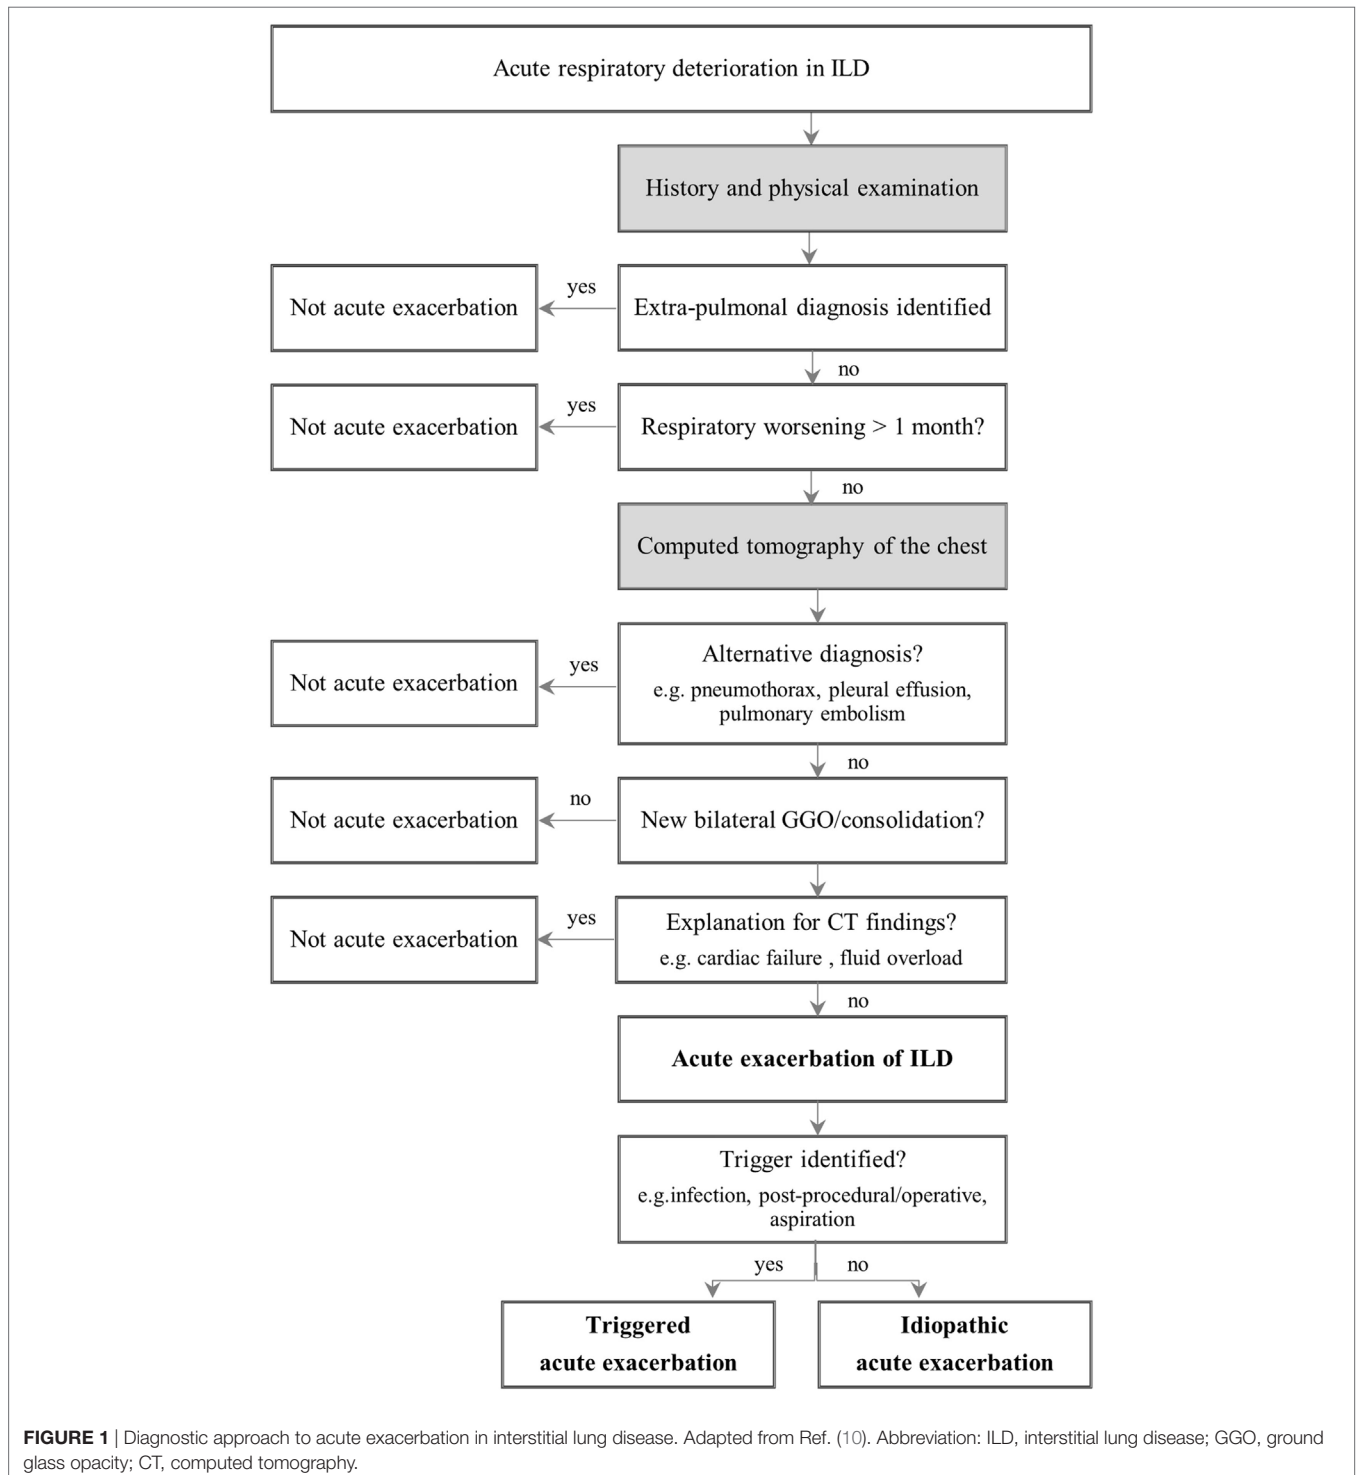 Acute respiratory deterioration in ILD
History and physical examination
Extra-pulmonal diagnosis identified
yes
Not acute exacerbation
no
Respiratory worsening > 1 month?
yes
Not acute exacerbation
no
Computed tomography of the chest
Alternative diagnosis?
e.g. pneumothorax, pleural effusion,
pulmonary embolism
yes
Not acute exacerbation
no
New bilateral GGO/consolidation?
no
Not acute exacerbation
Explanation for CT findings?
e.g. cardiac failure , fluid overload
yes
Not acute exacerbation
no
Acute exacerbation of ILD
Trigger identified?
e.g.infection, post-procedural/operative,
aspiration
yes
no
Triggered
acute exacerbation
Idiopathic
acute exacerbation
FIGURE 1 | Diagnostic approach to acute exacerbation in interstitial lung disease. Adapted from Ref. (10). Abbreviation: ILD, interstitial lung disease; GGO, ground
glass opacity; CT, computed tomography.